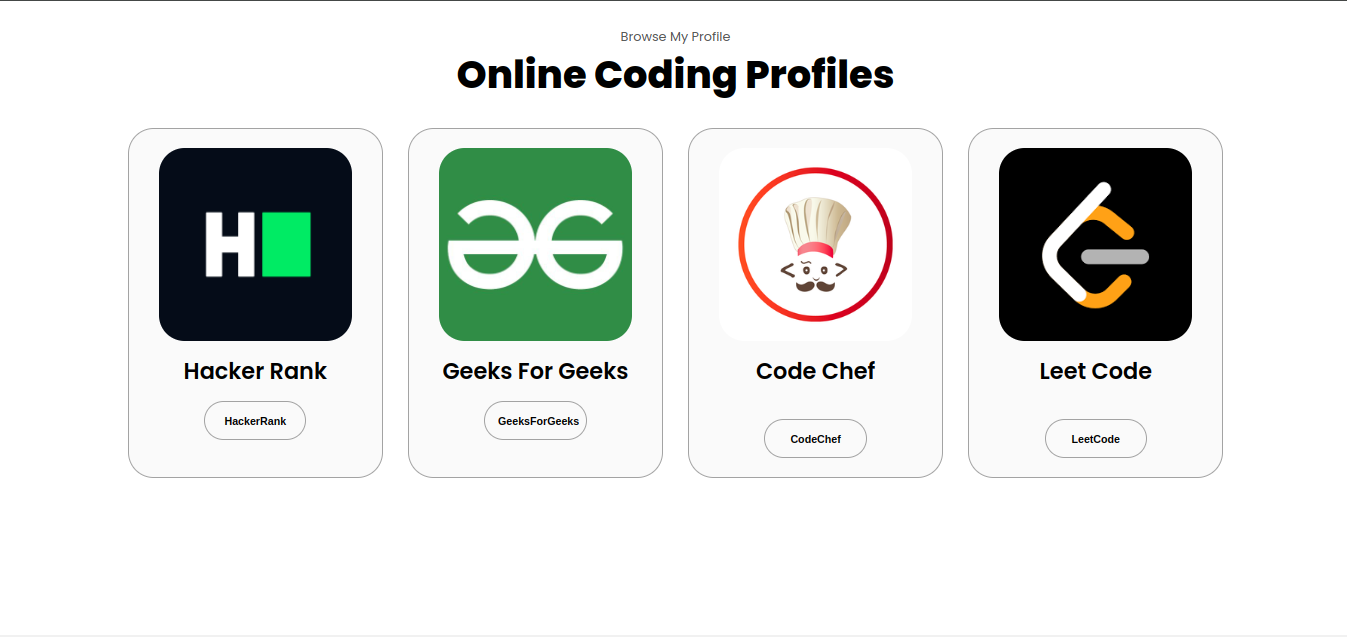 Browse My Profile
Online Coding Profiles
H
Hacker Rank
Geeks For Geeks
Code Chef
Leet Code
HackerRank
GeeksForGeeks
CodeChef
LeetCode